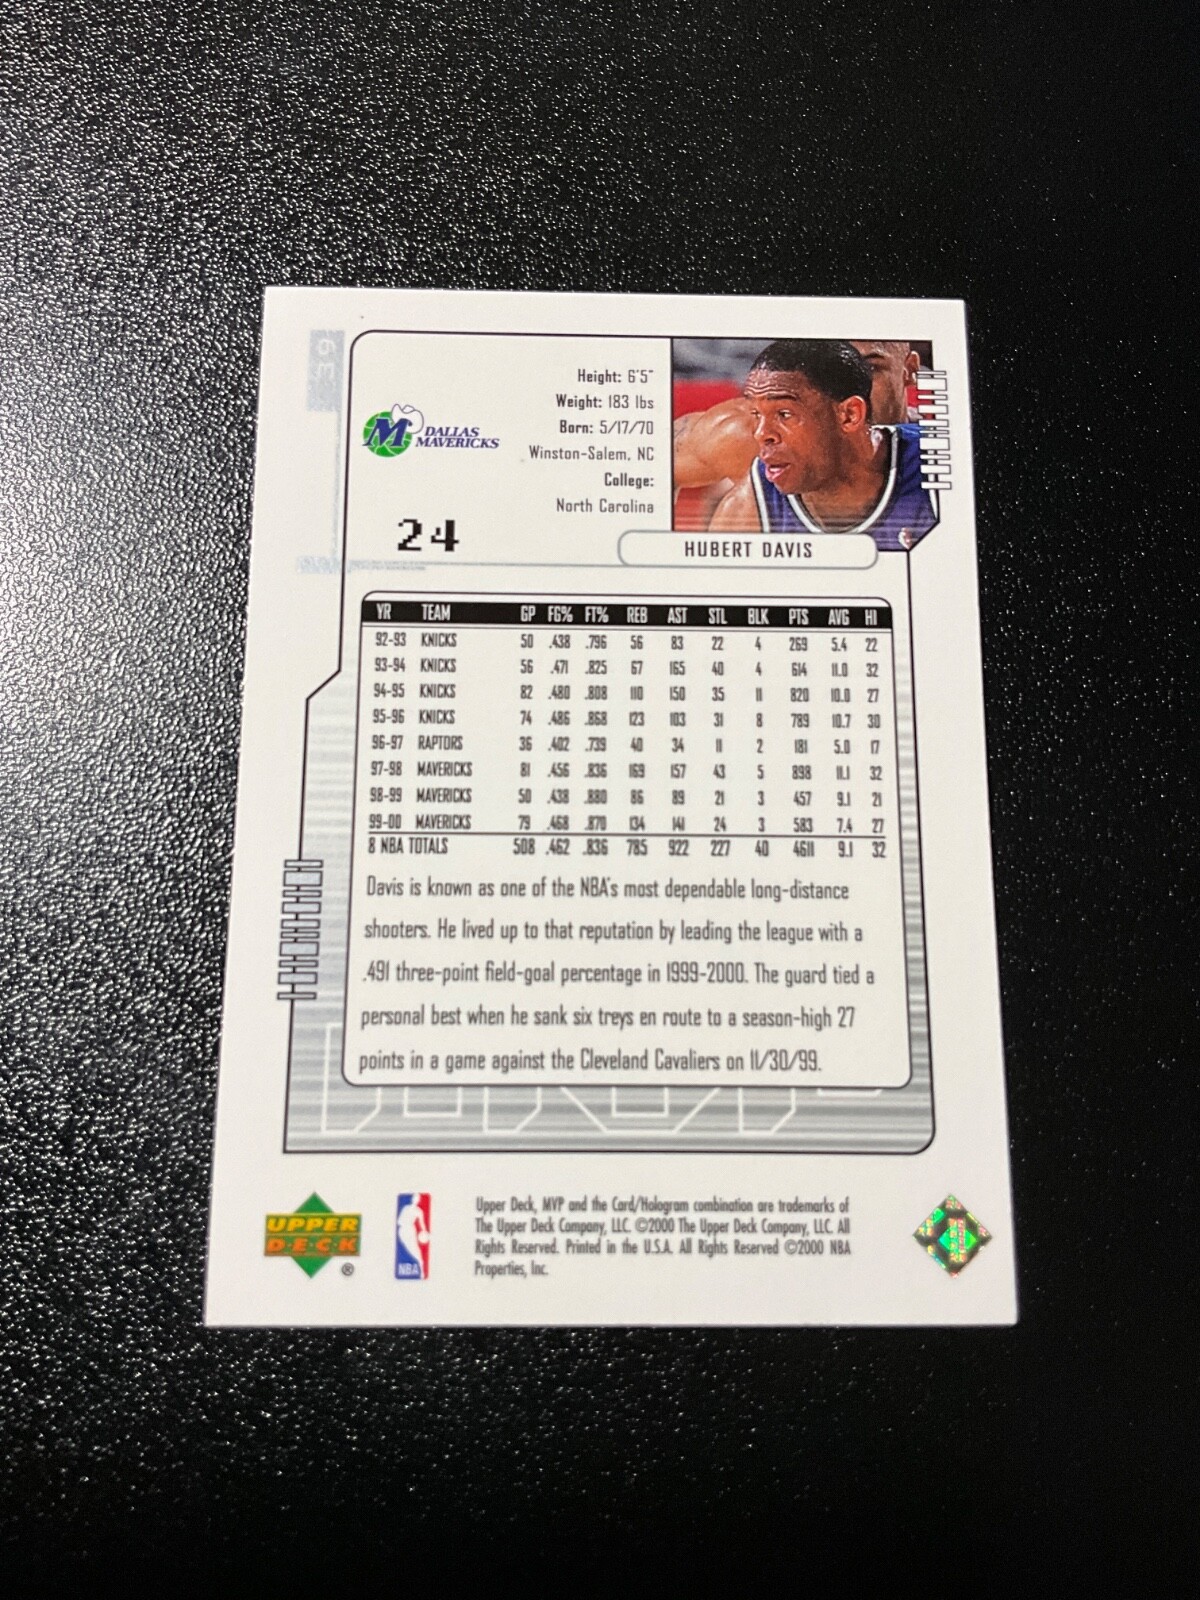 39
Height: 6'5"
Weight: 183 lbs
Born: 5/17/70
Winston-Salem, NC
College:
North Carolina
M DALLAS
MAVERICKS
24
HUBERT DAVIS
YR TEAM GP FG% FT% REB AST STL BLK PTS AVG HI
92-93 KNICKS 50 .438 .796 56 83 22 4 269 5.4 22
93-94 KNICKS 56 .471 .825 67 165 40 4 614 11.0 32
94-95 KNICKS 82 .480 .808 110 150 35 11 820 10.0 27
95-96 KNICKS 74 .486 .868 123 103 31 8 789 10.7 30
96-97 RAPTORS 36 .402 .739 40 34 11 2 181 5.0 17
97-98 MAVERICKS 81 .456 .836 169 157 43 5 898 11.1 32
98-99 MAVERICKS 50 .438 .880 86 89 21 3 457 9.1 21
99-00 MAVERICKS 79 .468 .870 134 141 24 3 583 7.4 27
8 NBA TOTALS 508 .462 .836 785 922 227 40 4611 9.1 32
Davis is known as one of the NBA's most dependable long-distance
shooters. He lived up to that reputation by leading the league with a
.491 three-point field-goal percentage in 1999-2000. The guard tied a
personal best when he sank six treys en route to a season-high 27
points in a game against the Cleveland Cavaliers on 11/30/99.
UPPER
DECK
®
NBA
Upper Deck, MVP and the Card/Hologram combination are trademarks of
The Upper Deck Company, LLC. ©2000 The Upper Deck Company, LLC. All
Rights Reserved. Printed in the U.S.A. All Rights Reserved ©2000 NBA
Properties, Inc.